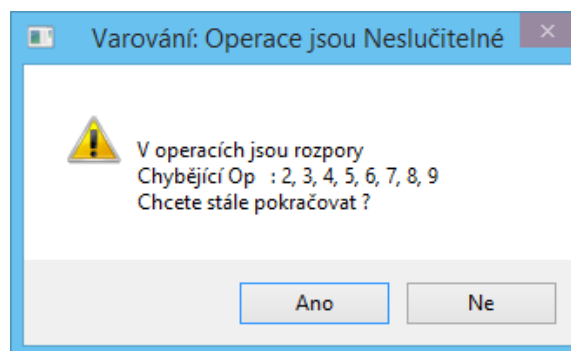 Varování: Operace jsou Neslučitelné
V operacích jsou rozpory
Chybějící Op : 2, 3, 4, 5, 6, 7, 8, 9
Chcete stále pokračovat ?
Ano
Ne